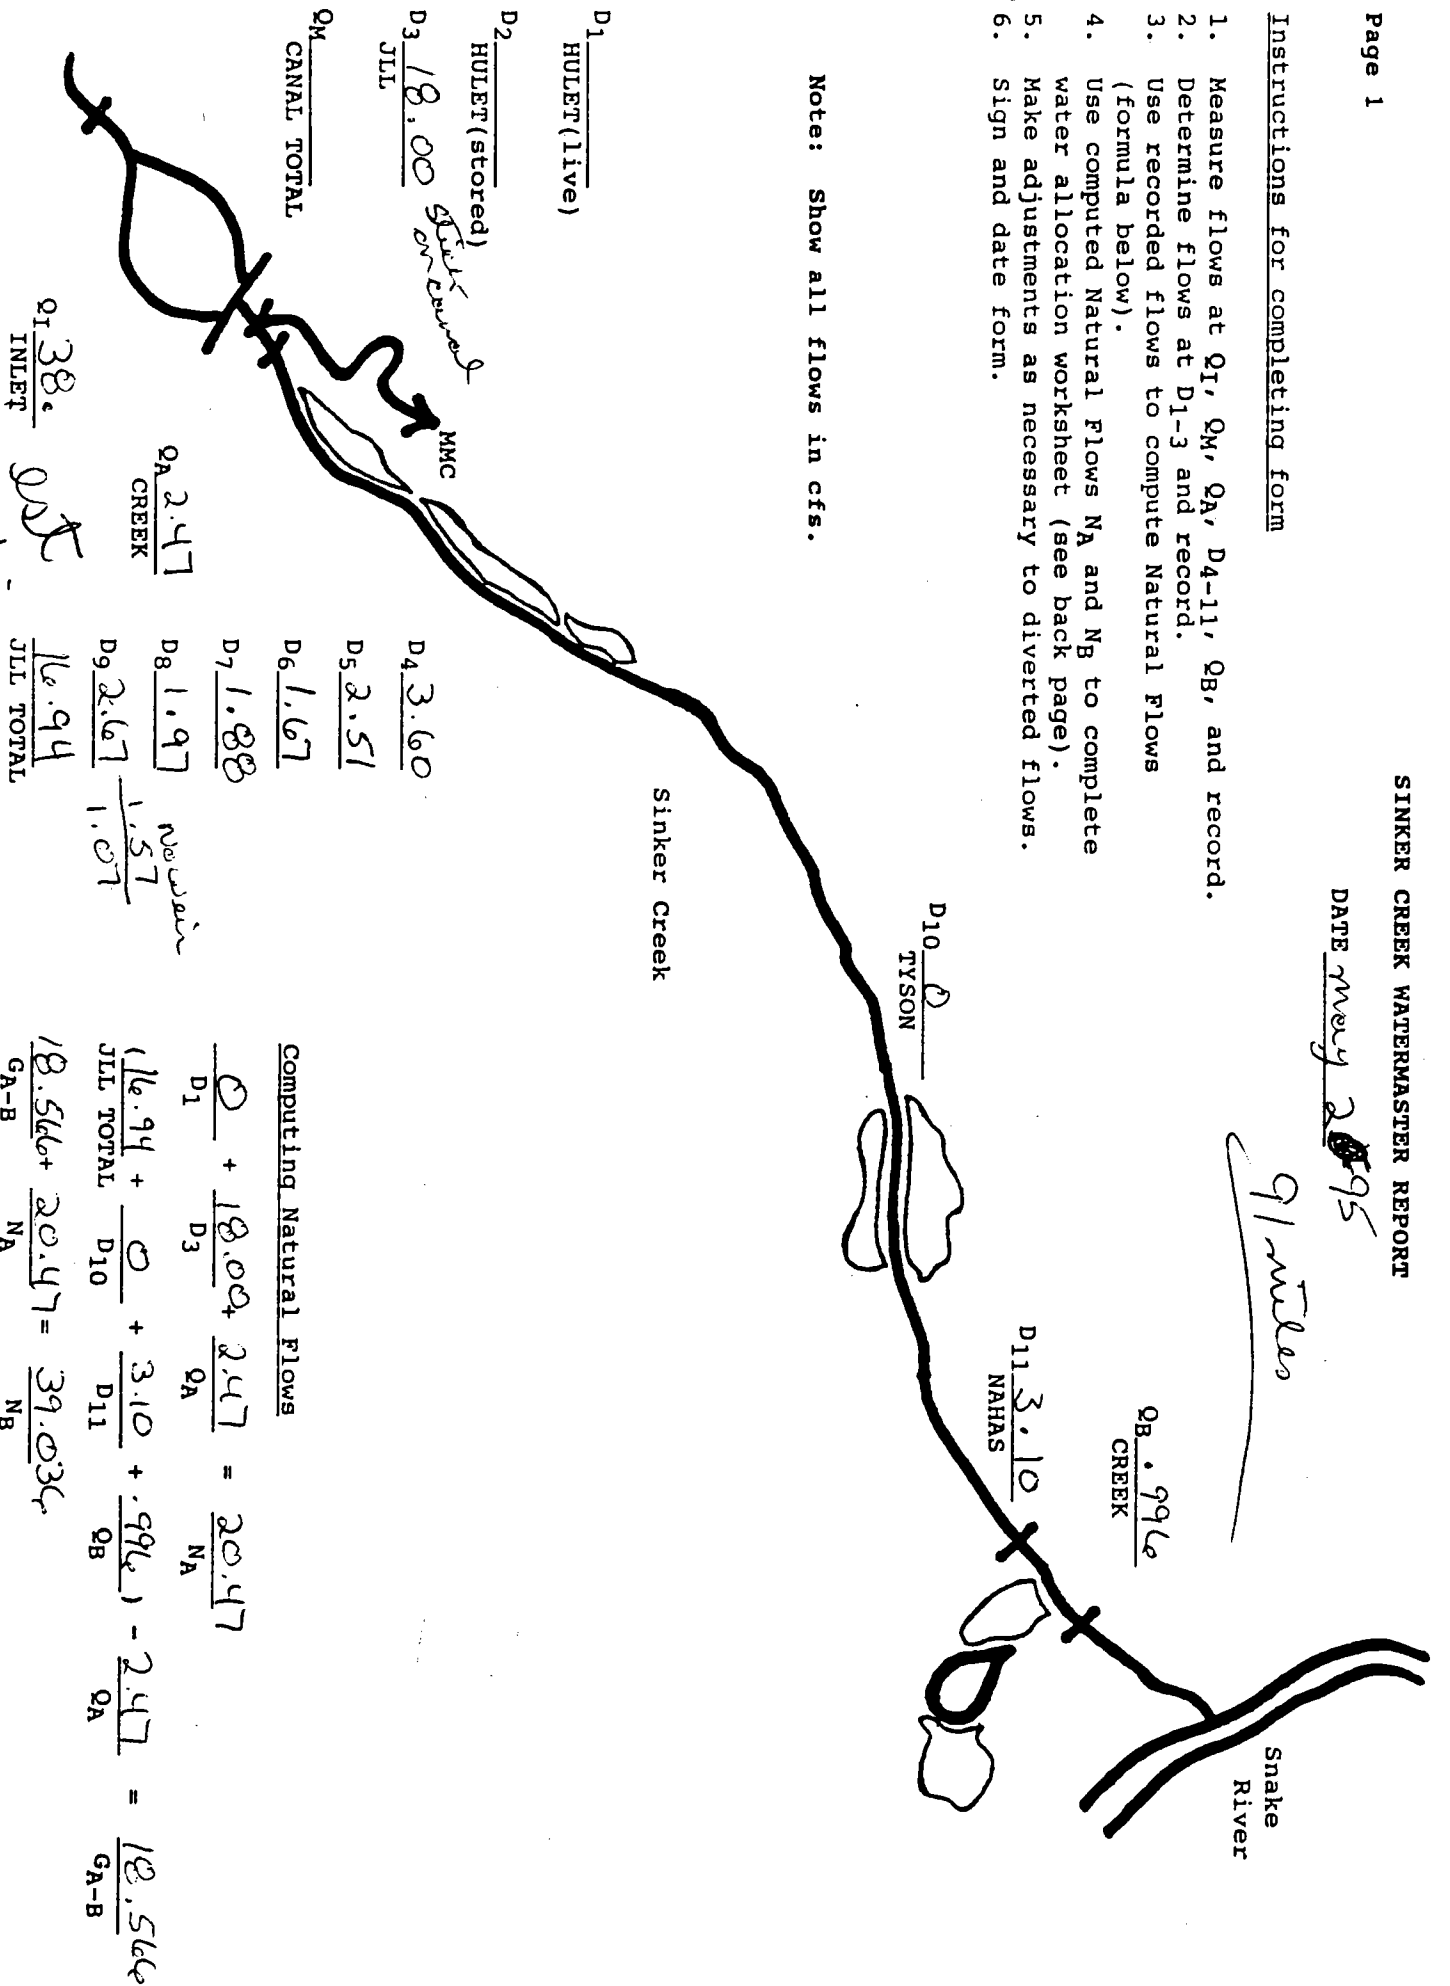 Page 1
SINKER CREEK WATERMASTER REPORT
DATE May 2 95
91 miles
Instructions for completing form
1. Measure flows at QI, QM, QA, D4-11, QB, and record.
2. Determine flows at D1-3 and record.
3. Use recorded flows to compute Natural Flows
(formula below).
4. Use computed Natural Flows NA and NB to complete
water allocation worksheet (see back page).
5. Make adjustments as necessary to diverted flows.
6. Sign and date form.
Note: Show all flows in cfs.
Snake
River
QB .996
CREEK
D11 3.10
NAHAS
D10 0
TYSON
Sinker Creek
D1
HULET(live)
D2
HULET(stored)
D3 18.00
JLL
on canal
QM
CANAL TOTAL
MMC
QA 2.47
CREEK
QI 38.
INLET
est
D4 3.60
D5 2.51
D6 1.67
D7 1.88
D8 1.97
D9 2.67
16.94
JLL TOTAL
New weir
1.57
1.07
Computing Natural Flows
0 + 18.00 + 2.47 = 20.47
D1 D3 QA NA
(16.94 + 0 + 3.10 + .996) - 2.47 = 18.566
JLL TOTAL D10 D11 QB QA GA-B
18.566 + 20.47 = 39.036
GA-B NA NB